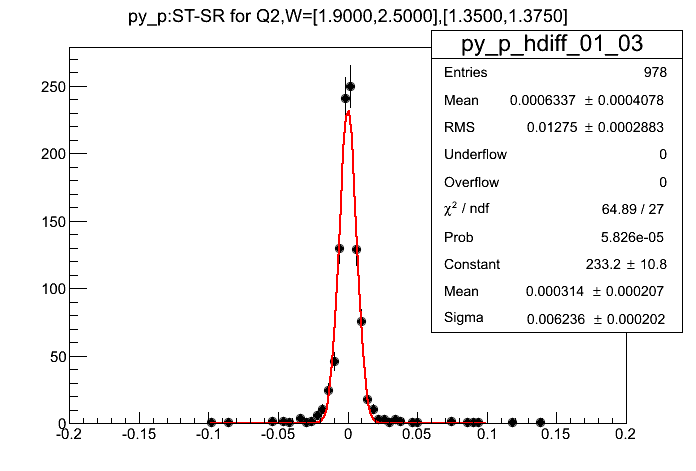 py_p:ST-SR for Q2,W=[1.9000,2.5000],[1.3500,1.3750]
py_p_hdiff_01_03
Entries 978
Mean 0.0006337 ± 0.0004078
RMS 0.01275 ± 0.0002883
Underflow 0
Overflow 0
χ² / ndf 64.89 / 27
Prob 5.826e-05
Constant 233.2 ± 10.8
Mean 0.000314 ± 0.000207
Sigma 0.006236 ± 0.000202
250
200
150
100
50
0
-0.2 -0.15 -0.1 -0.05 0 0.05 0.1 0.15 0.2